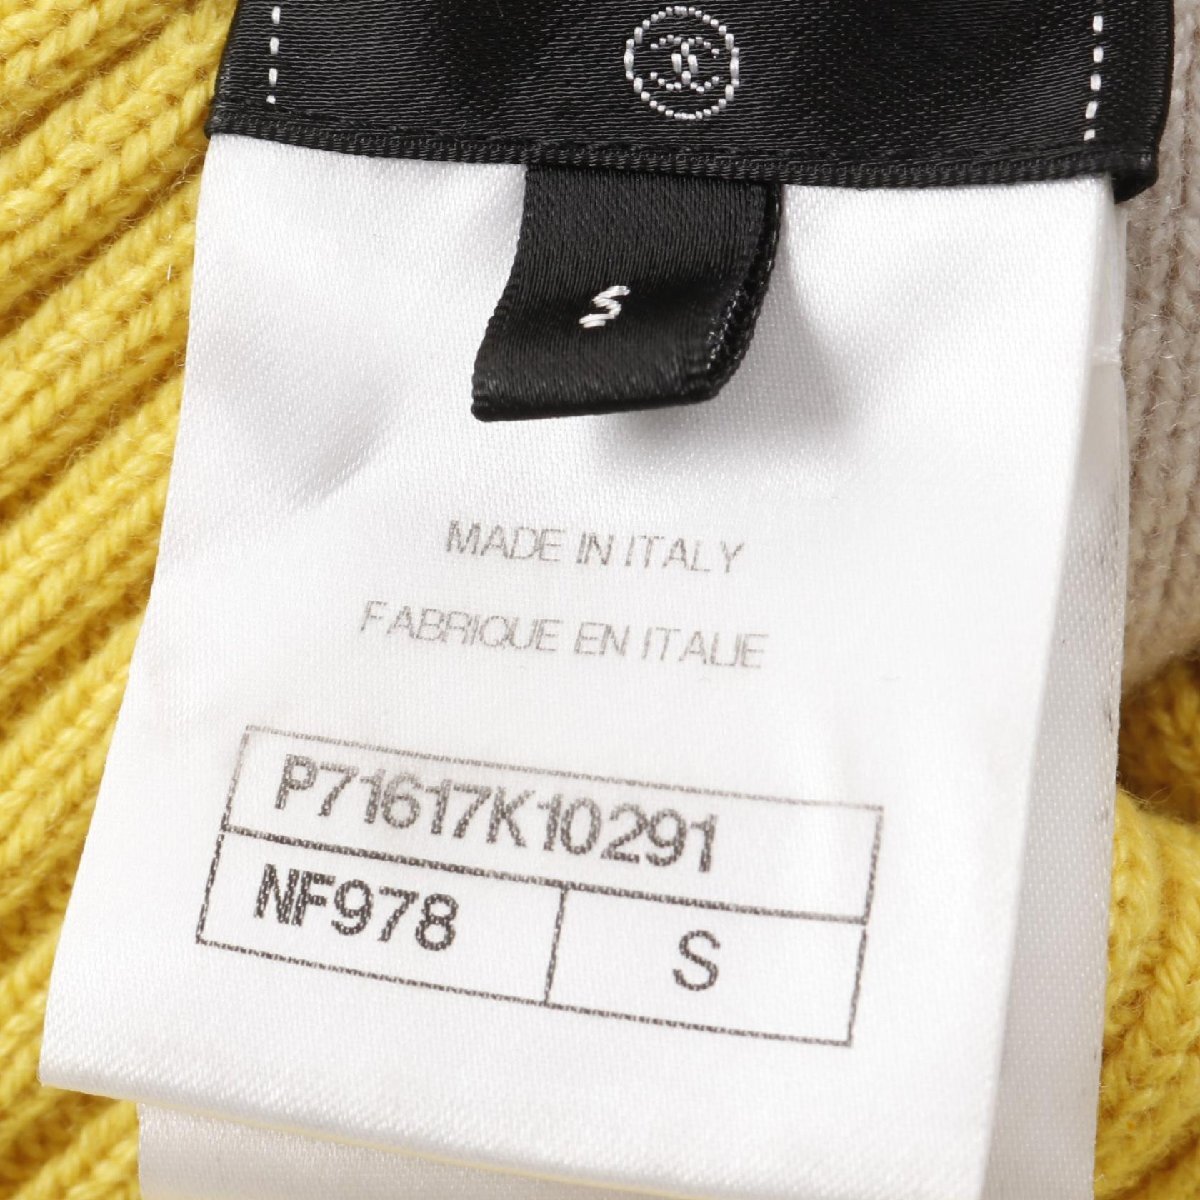 S
MADE IN ITALY
FABRIQUE EN ITALIE
P71617K10291
NF978
S